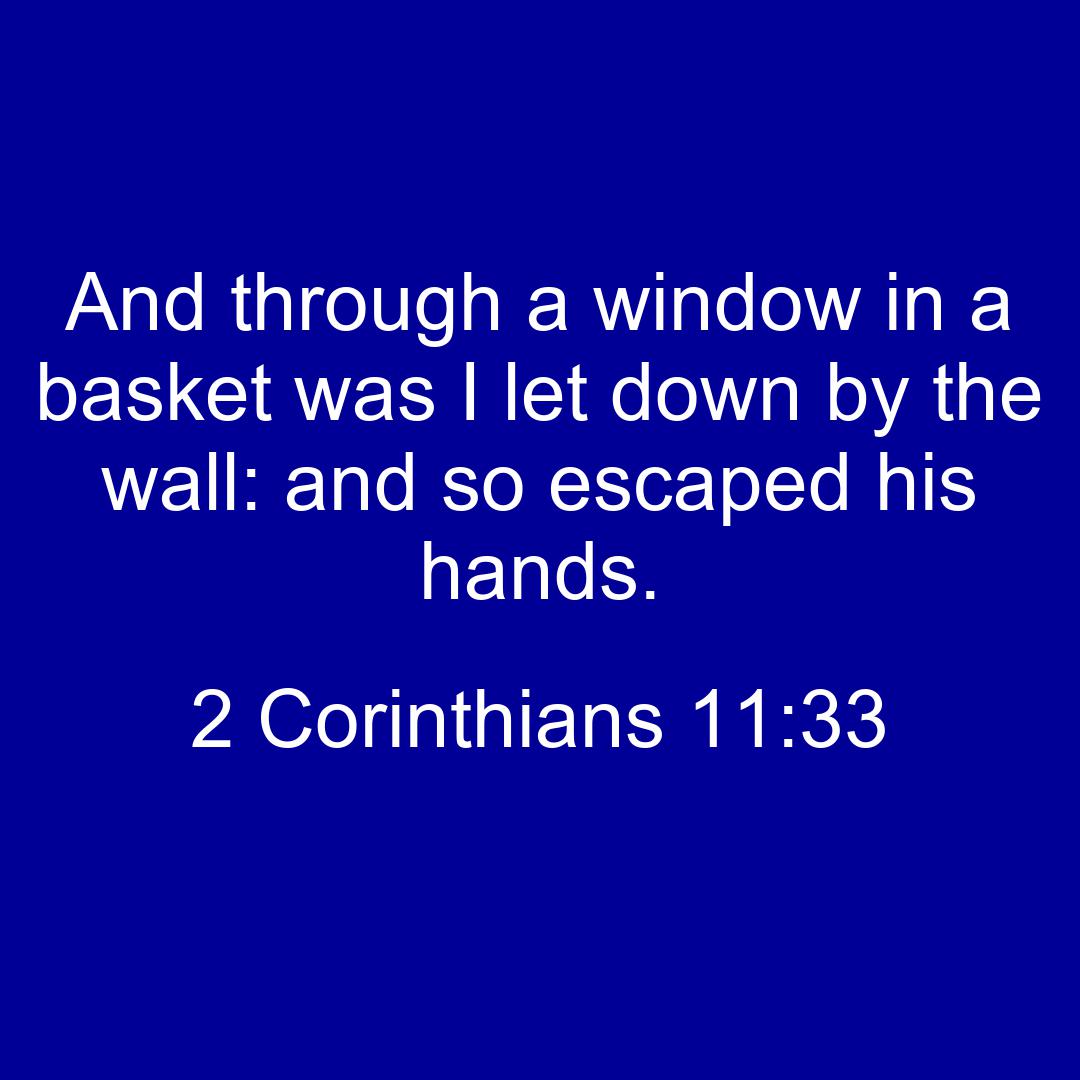 And through a window in a
basket was I let down by the
wall: and so escaped his
hands.
2 Corinthians 11:33